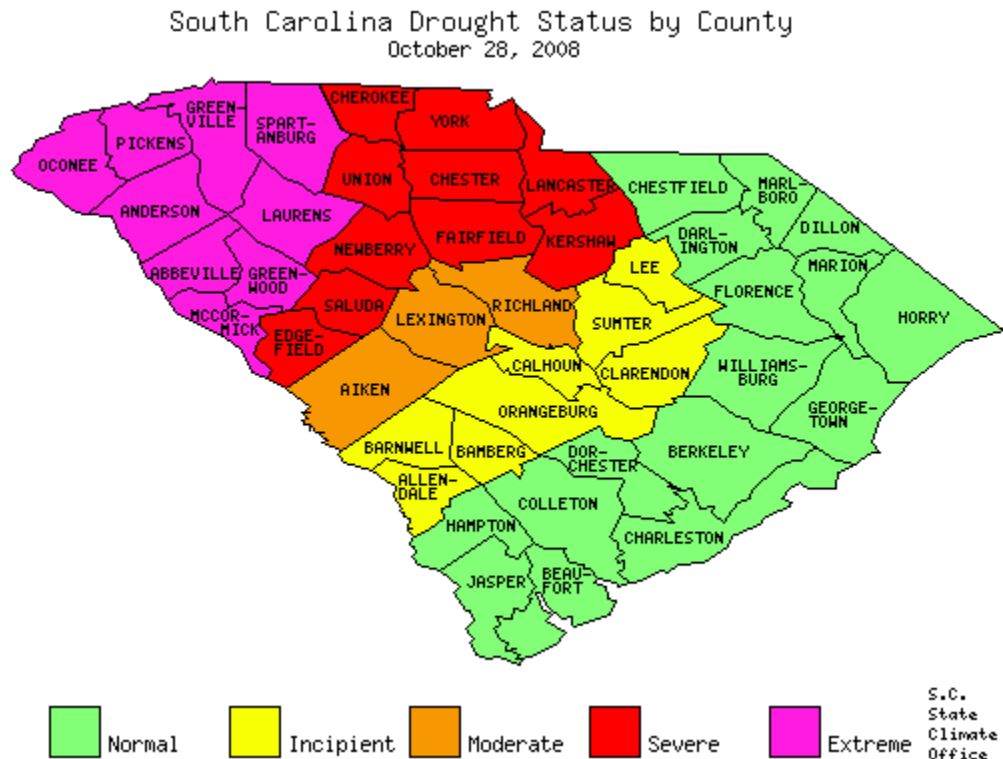 South Carolina Drought Status by County
October 28, 2008
CHEROKEE
GREEN-
VILLE
SPART-
ANBURG
YORK
PICKENS
OCONEE
UNION
CHESTER
LANCASTER
CHESTFIELD
MARL-
BORO
ANDERSON
LAURENS
DILLON
DARL-
INGTON
NEWBERRY
FAIRFIELD
KERSHAW
LEE
MARION
ABBEVILLE
GREEN-
WOOD
FLORENCE
SALUDA
RICHLAND
LEXINGTON
SUMTER
HORRY
MCCOR-
MICK
EDGE-
FIELD
CALHOUN
CLARENDON
WILLIAMS-
BURG
AIKEN
ORANGEBURG
GEORGE-
TOWN
BARNWELL
BAMBERG
DOR-
CHESTER
BERKELEY
ALLEN-
DALE
COLLETON
HAMPTON
CHARLESTON
JASPER
BEAU-
FORT
Normal
Incipient
Moderate
Severe
Extreme
S.C.
State
Climate
Office